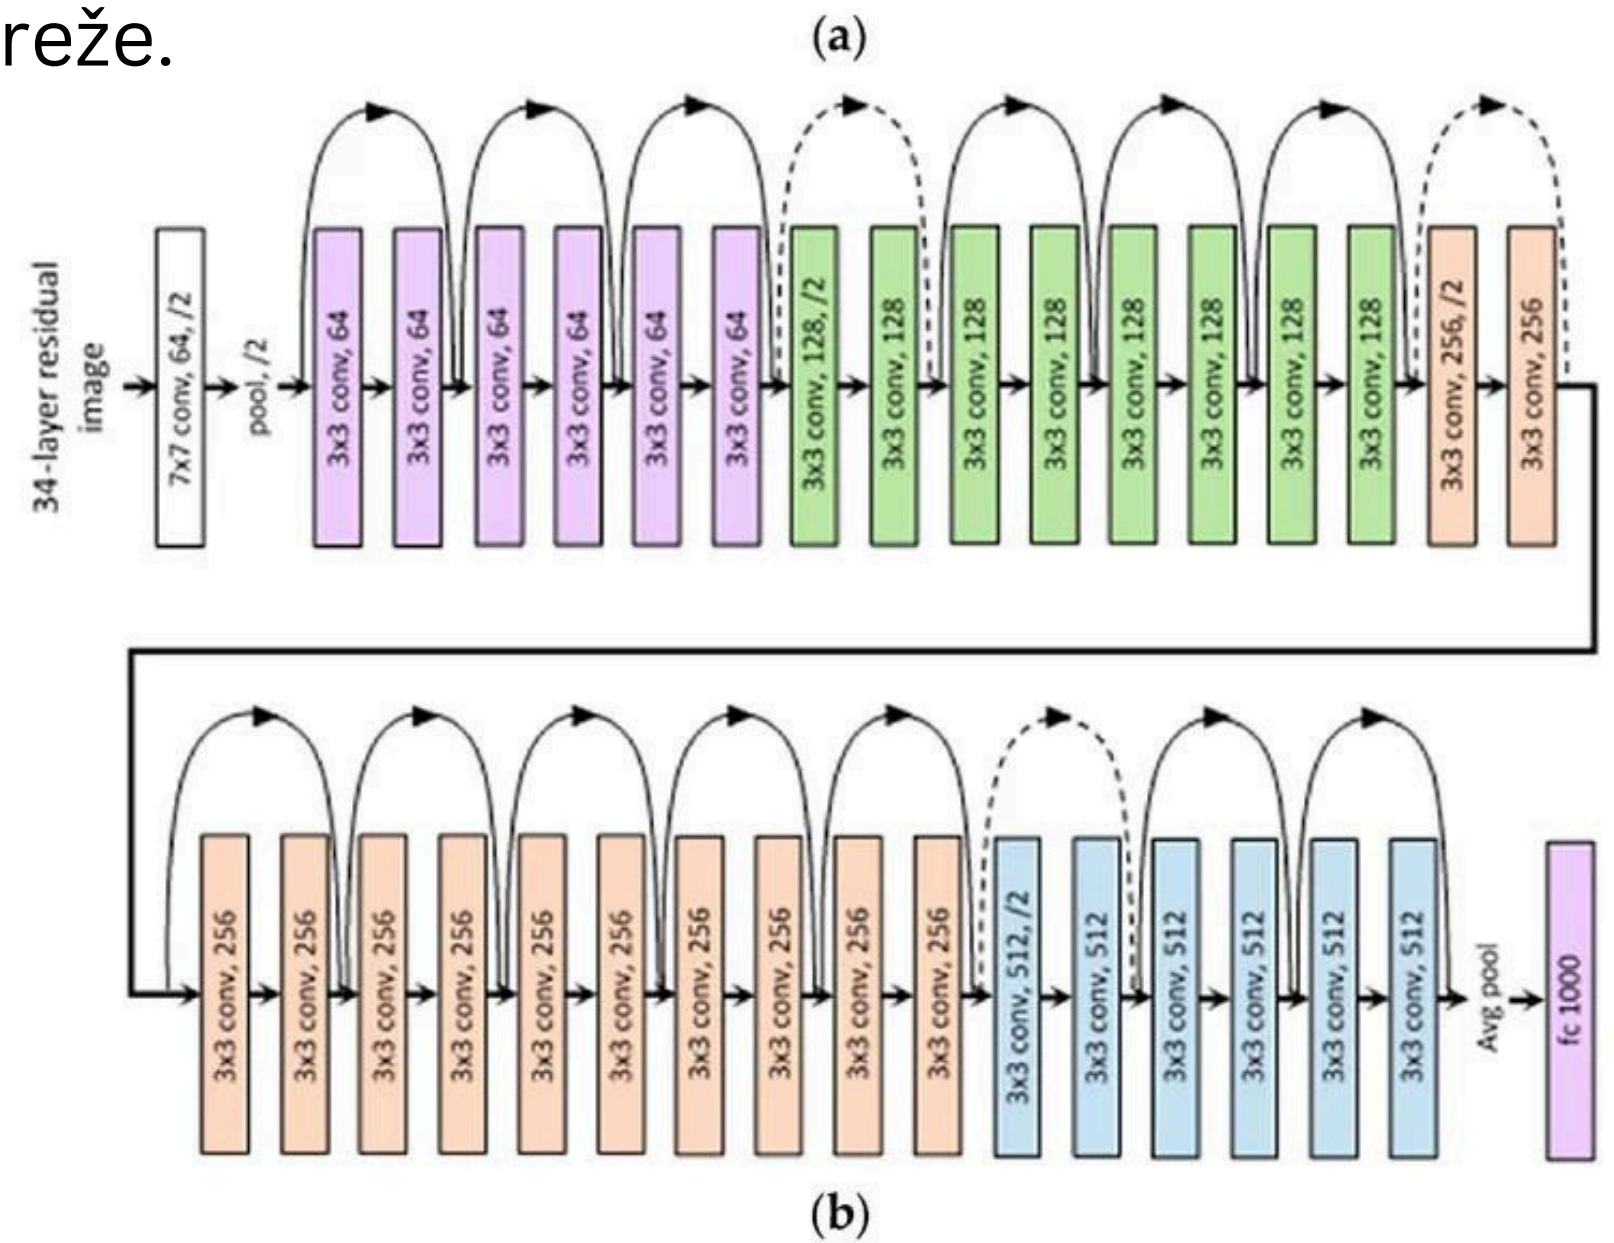 reže.
(a)
34-layer residual
image
7x7 conv, 64, /2
pool, /2
3x3 conv, 64
3x3 conv, 64
3x3 conv, 64
3x3 conv, 64
3x3 conv, 64
3x3 conv, 64
3x3 conv, 128, /2
3x3 conv, 128
3x3 conv, 128
3x3 conv, 128
3x3 conv, 128
3x3 conv, 128
3x3 conv, 128
3x3 conv, 128
3x3 conv, 256, /2
3x3 conv, 256
3x3 conv, 256
3x3 conv, 256
3x3 conv, 256
3x3 conv, 256
3x3 conv, 256
3x3 conv, 256
3x3 conv, 256
3x3 conv, 256
3x3 conv, 256
3x3 conv, 256
3x3 conv, 512, /2
3x3 conv, 512
3x3 conv, 512
3x3 conv, 512
3x3 conv, 512
3x3 conv, 512
Avg pool
fc 1000
(b)